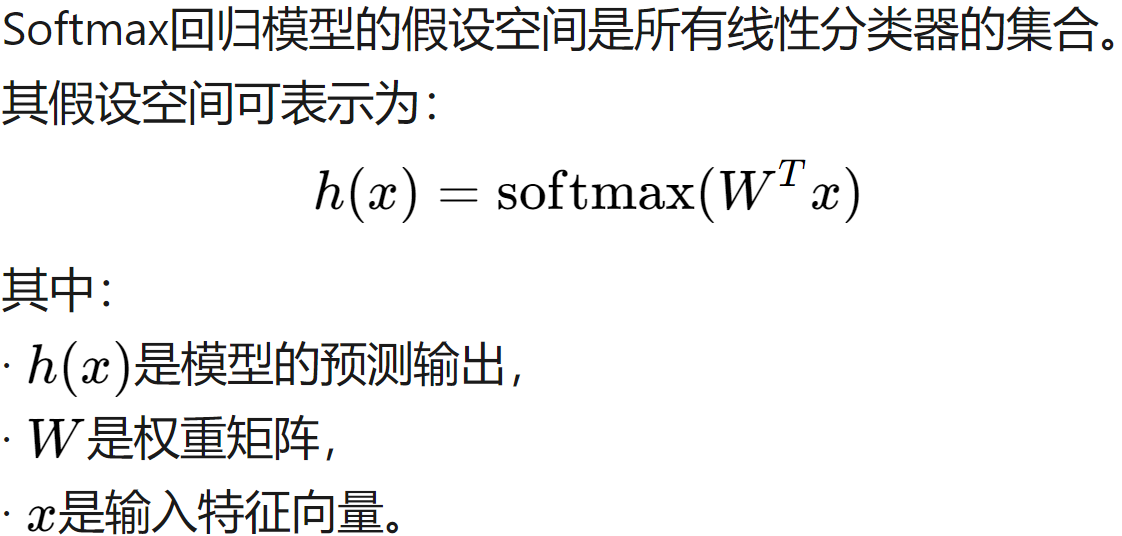 Softmax回归模型的假设空间是所有线性分类器的集合。
其假设空间可表示为：
h(x) = softmax(W^T x)
其中：
· h(x)是模型的预测输出，
· W是权重矩阵，
· x是输入特征向量。